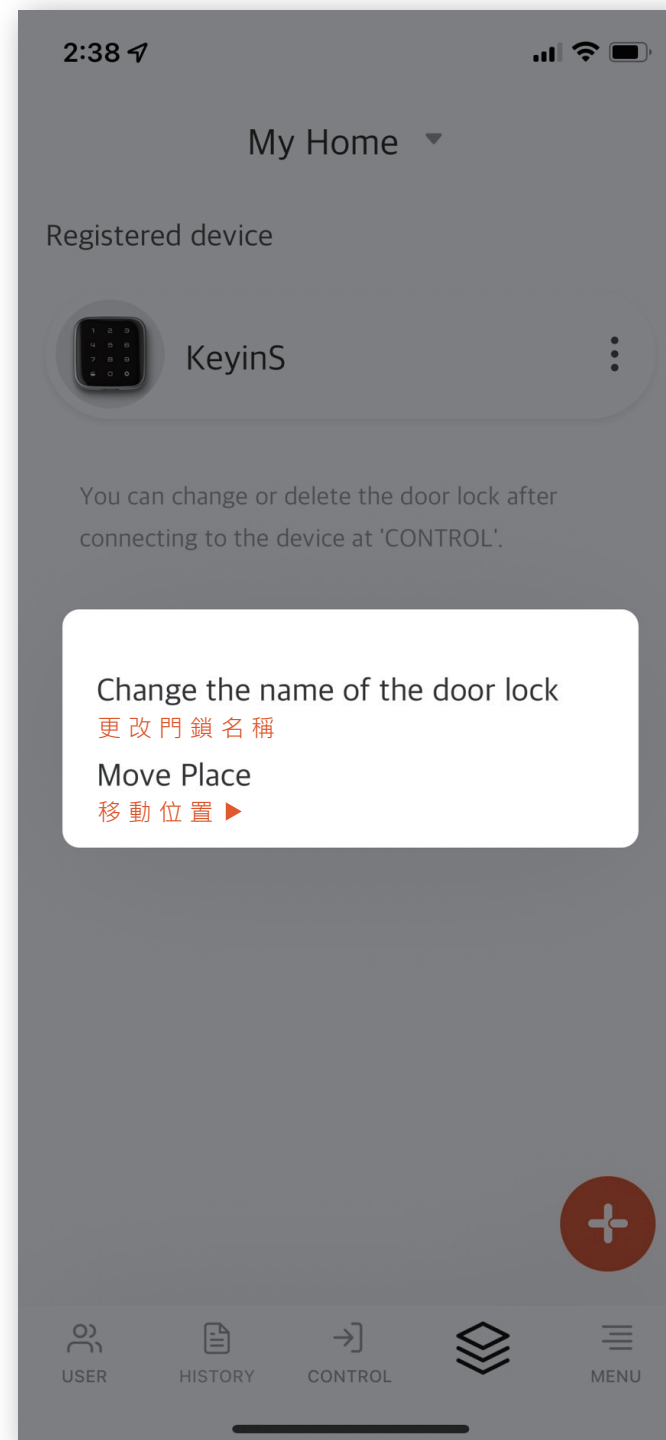 2:38
My Home
Registered device
KeyinS
You can change or delete the door lock after
connecting to the device at 'CONTROL'.
Change the name of the door lock
更改門鎖名稱
Move Place
移動位置▶
USER
HISTORY
CONTROL
MENU